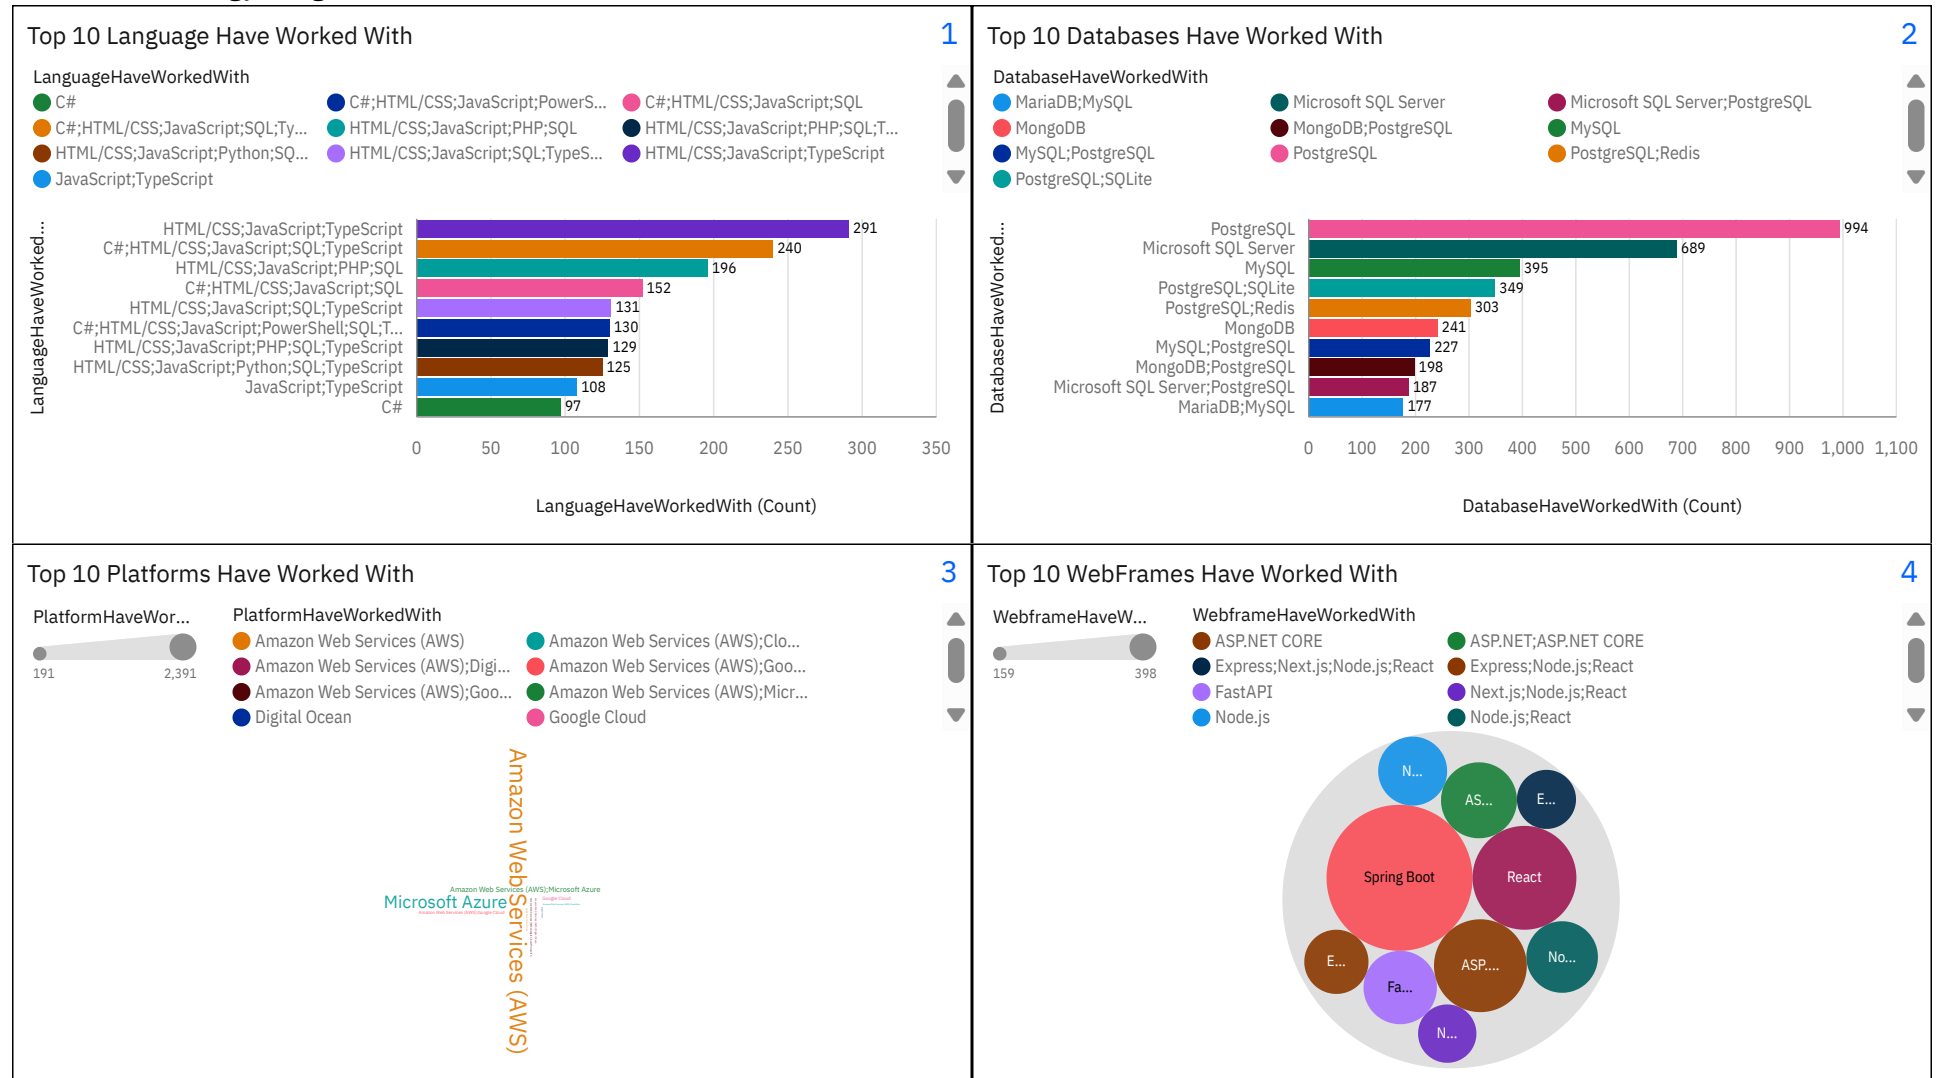 Top 10 Language Have Worked With
1
LanguageHaveWorkedWith
C#
C#;HTML/CSS;JavaScript;PowerS...
C#;HTML/CSS;JavaScript;SQL
C#;HTML/CSS;JavaScript;SQL;Ty...
HTML/CSS;JavaScript;PHP;SQL
HTML/CSS;JavaScript;PHP;SQL;T...
HTML/CSS;JavaScript;Python;SQ...
HTML/CSS;JavaScript;SQL;TypeS...
HTML/CSS;JavaScript;TypeScript
JavaScript;TypeScript
LanguageHaveWorked...
HTML/CSS;JavaScript;TypeScript 291
C#;HTML/CSS;JavaScript;SQL;TypeScript 240
HTML/CSS;JavaScript;PHP;SQL 196
C#;HTML/CSS;JavaScript;SQL 152
HTML/CSS;JavaScript;SQL;TypeScript 131
C#;HTML/CSS;JavaScript;PowerShell;SQL;T... 130
HTML/CSS;JavaScript;PHP;SQL;TypeScript 129
HTML/CSS;JavaScript;Python;SQL;TypeScript 125
JavaScript;TypeScript 108
C# 97
0 50 100 150 200 250 300 350
LanguageHaveWorkedWith (Count)
Top 10 Databases Have Worked With
2
DatabaseHaveWorkedWith
MariaDB;MySQL
Microsoft SQL Server
Microsoft SQL Server;PostgreSQL
MongoDB
MongoDB;PostgreSQL
MySQL
MySQL;PostgreSQL
PostgreSQL
PostgreSQL;Redis
PostgreSQL;SQLite
DatabaseHaveWorked...
PostgreSQL 994
Microsoft SQL Server 689
MySQL 395
PostgreSQL;SQLite 349
PostgreSQL;Redis 303
MongoDB 241
MySQL;PostgreSQL 227
MongoDB;PostgreSQL 198
Microsoft SQL Server;PostgreSQL 187
MariaDB;MySQL 177
0 100 200 300 400 500 600 700 800 900 1,000 1,100
DatabaseHaveWorkedWith (Count)
Top 10 Platforms Have Worked With
3
PlatformHaveWor...
191 2,391
PlatformHaveWorkedWith
Amazon Web Services (AWS)
Amazon Web Services (AWS);Clo...
Amazon Web Services (AWS);Digi...
Amazon Web Services (AWS);Goo...
Amazon Web Services (AWS);Goo...
Amazon Web Services (AWS);Micr...
Digital Ocean
Google Cloud
Amazon Web Services (AWS)
Amazon Web Services (AWS);Microsoft Azure
Microsoft Azure
Google Cloud
Amazon Web Services (AWS);Google Cloud
Top 10 WebFrames Have Worked With
4
WebframeHaveW...
159 398
WebframeHaveWorkedWith
ASP.NET CORE
ASP.NET;ASP.NET CORE
Express;Next.js;Node.js;React
Express;Node.js;React
FastAPI
Next.js;Node.js;React
Node.js
Node.js;React
N...
AS...
E...
Spring Boot
React
E...
Fa...
ASP....
No...
N...